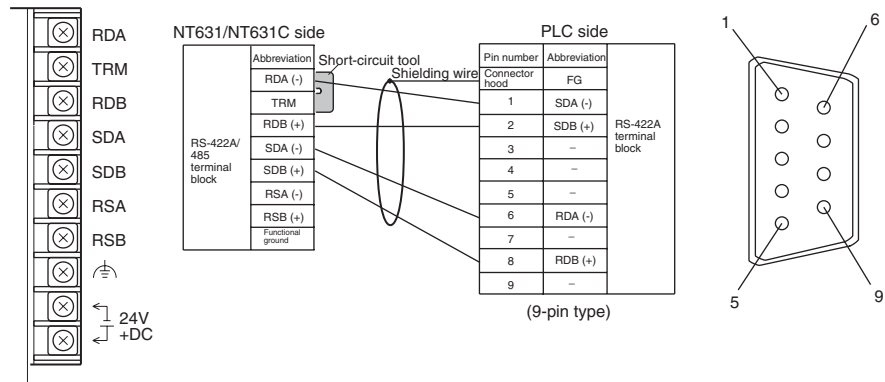 RDA
TRM
RDB
SDA
SDB
RSA
RSB
24V
+DC
NT631/NT631C side
Abbreviation
RDA (-)
TRM
RDB (+)
SDA (-)
SDB (+)
RSA (-)
RSB (+)
Functional
ground
RS-422A/
485
terminal
block
Short-circuit tool
Shielding wire
PLC side
Pin number Abbreviation
Connector
hood FG
1 SDA (-)
2 SDB (+)
3 –
4 –
5 –
6 RDA (-)
7 –
8 RDB (+)
9 –
RS-422A
terminal
block
(9-pin type)
1
6
5
9